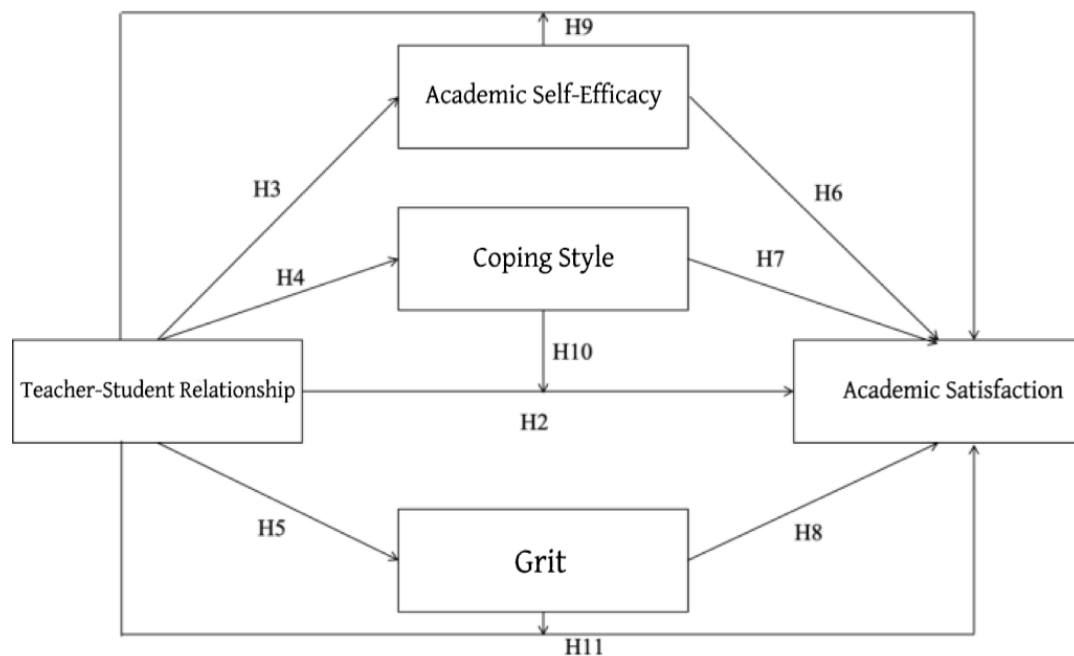 H9
Academic Self-Efficacy
H3
H6
Coping Style
H4
H7
H10
Teacher-Student Relationship
Academic Satisfaction
H2
H5
Grit
H8
H11